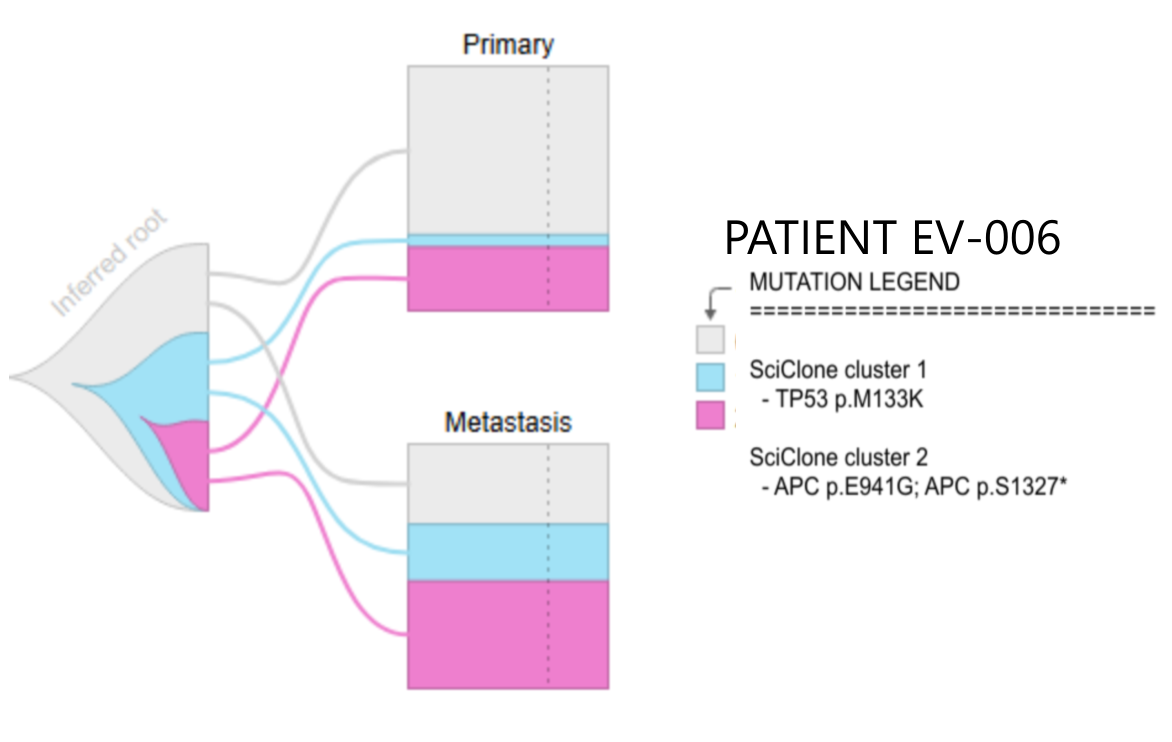 Primary
Inferred root
Metastasis
PATIENT EV-006
MUTATION LEGEND
==============================
SciClone cluster 1
- TP53 p.M133K
SciClone cluster 2
- APC p.E941G; APC p.S1327*